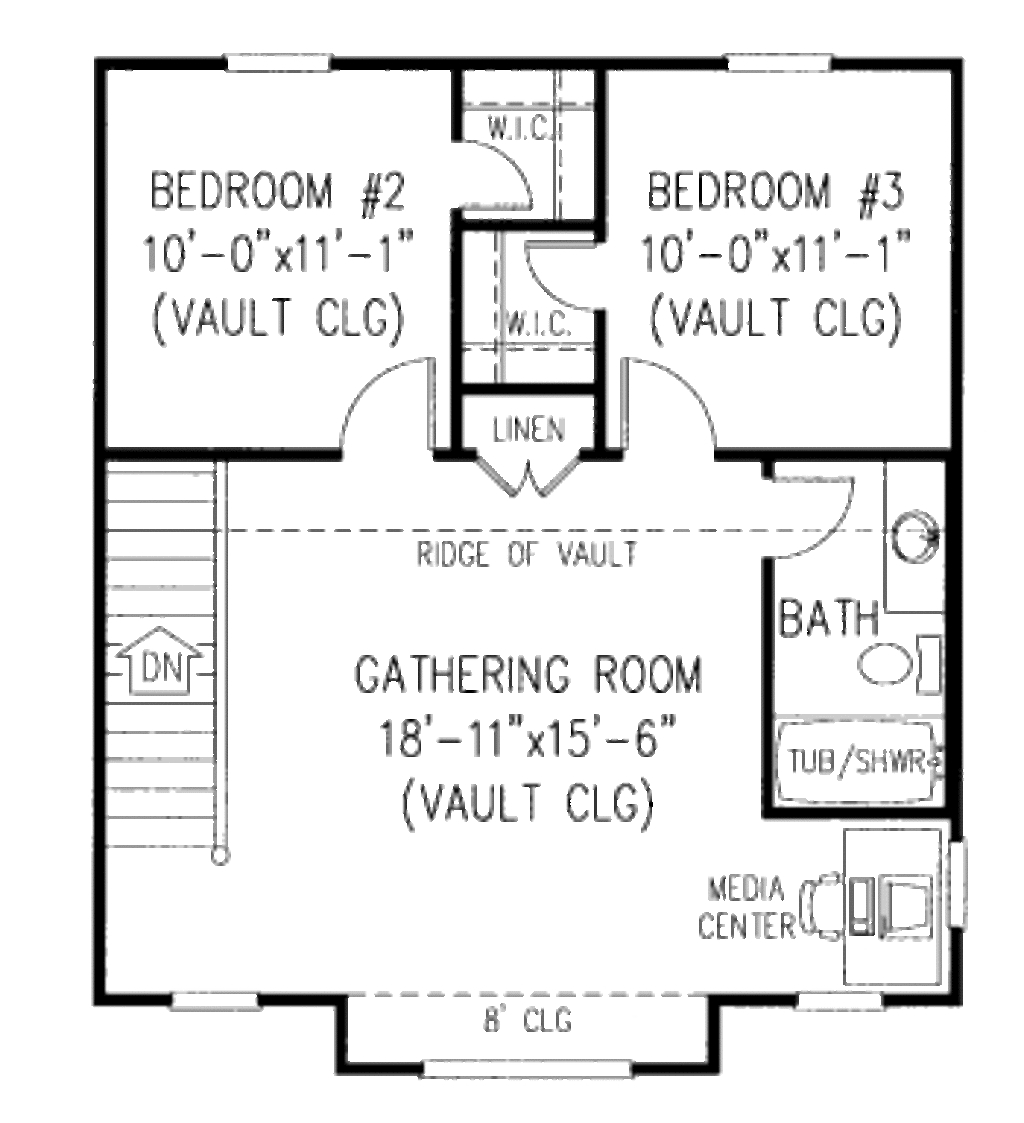 W.I.C.
BEDROOM #2
10'-0"x11'-1"
(VAULT CLG)
BEDROOM #3
10'-0"x11'-1"
(VAULT CLG)
W.I.C.
LINEN
RIDGE OF VAULT
BATH
DN
GATHERING ROOM
18'-11"x15'-6"
(VAULT CLG)
TUB/SHWR
MEDIA
CENTER
8' CLG